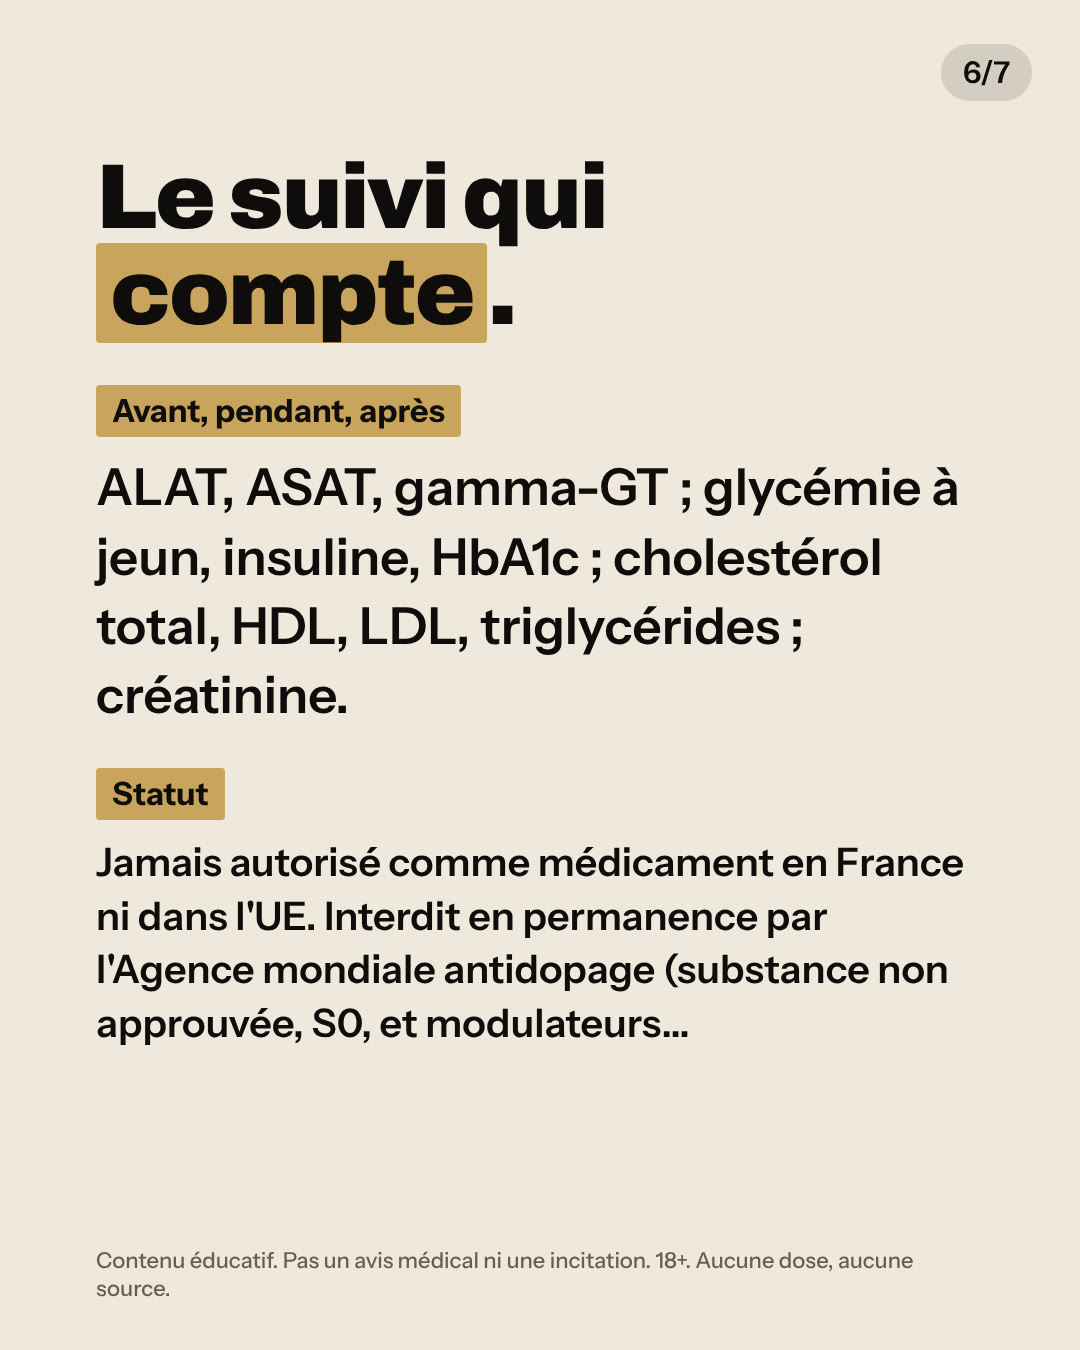 6/7
Le suivi qui
compte.
Avant, pendant, après
ALAT, ASAT, gamma-GT ; glycémie à
jeun, insuline, HbA1c ; cholestérol
total, HDL, LDL, triglycérides ;
créatinine.
Statut
Jamais autorisé comme médicament en France
ni dans l'UE. Interdit en permanence par
l'Agence mondiale antidopage (substance non
approuvée, S0, et modulateurs…
Contenu éducatif. Pas un avis médical ni une incitation. 18+. Aucune dose, aucune
source.